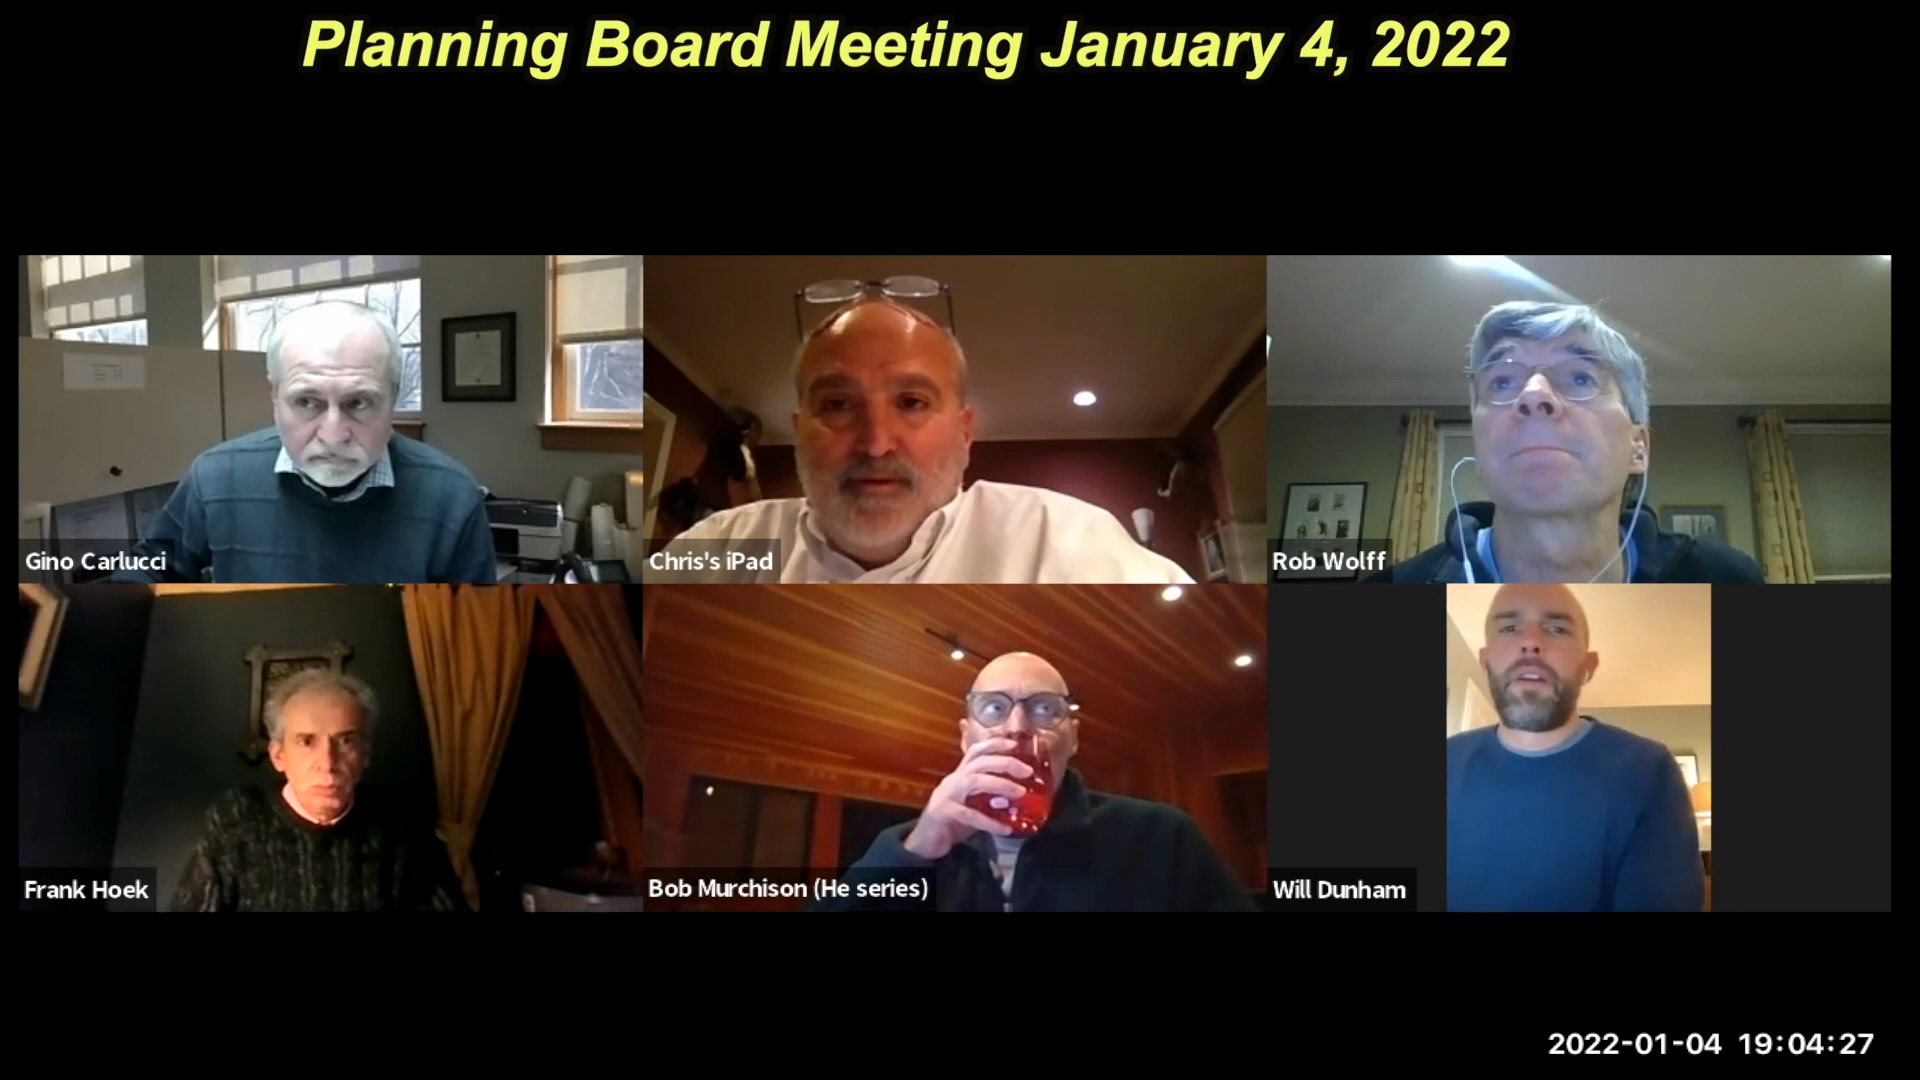 Planning Board Meeting January 4, 2022
Gino Carlucci
Chris's iPad
Rob Wolff
Frank Hoek
Bob Murchison (He series)
Will Dunham
2022-01-04 19:04:27